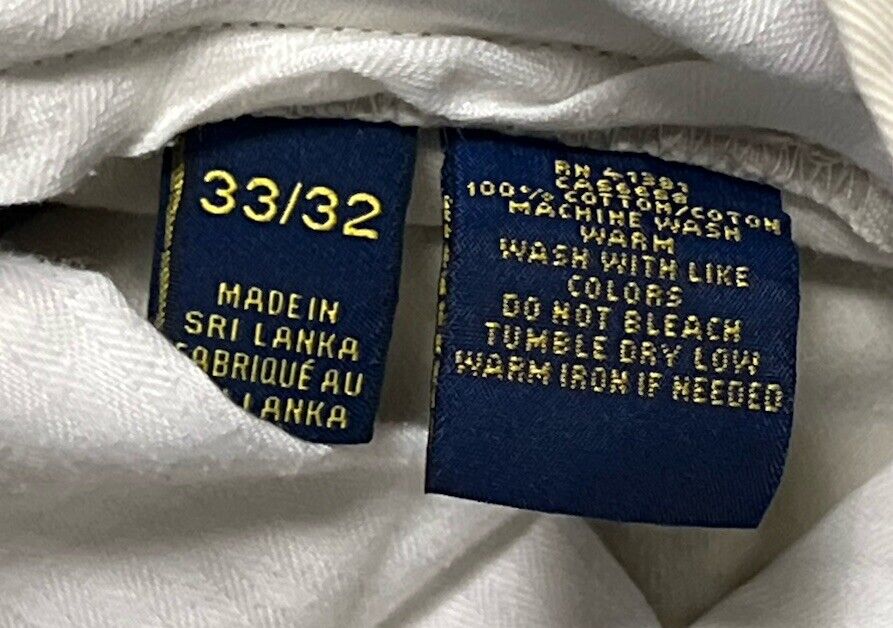 33/32
MADE IN
SRI LANKA
FABRIQUÉ AU
LANKA
RN 41381
100% COTTON/COTON
MACHINE WASH
WARM
WASH WITH LIKE
COLORS
DO NOT BLEACH
TUMBLE DRY LOW
WARM IRON IF NEEDED